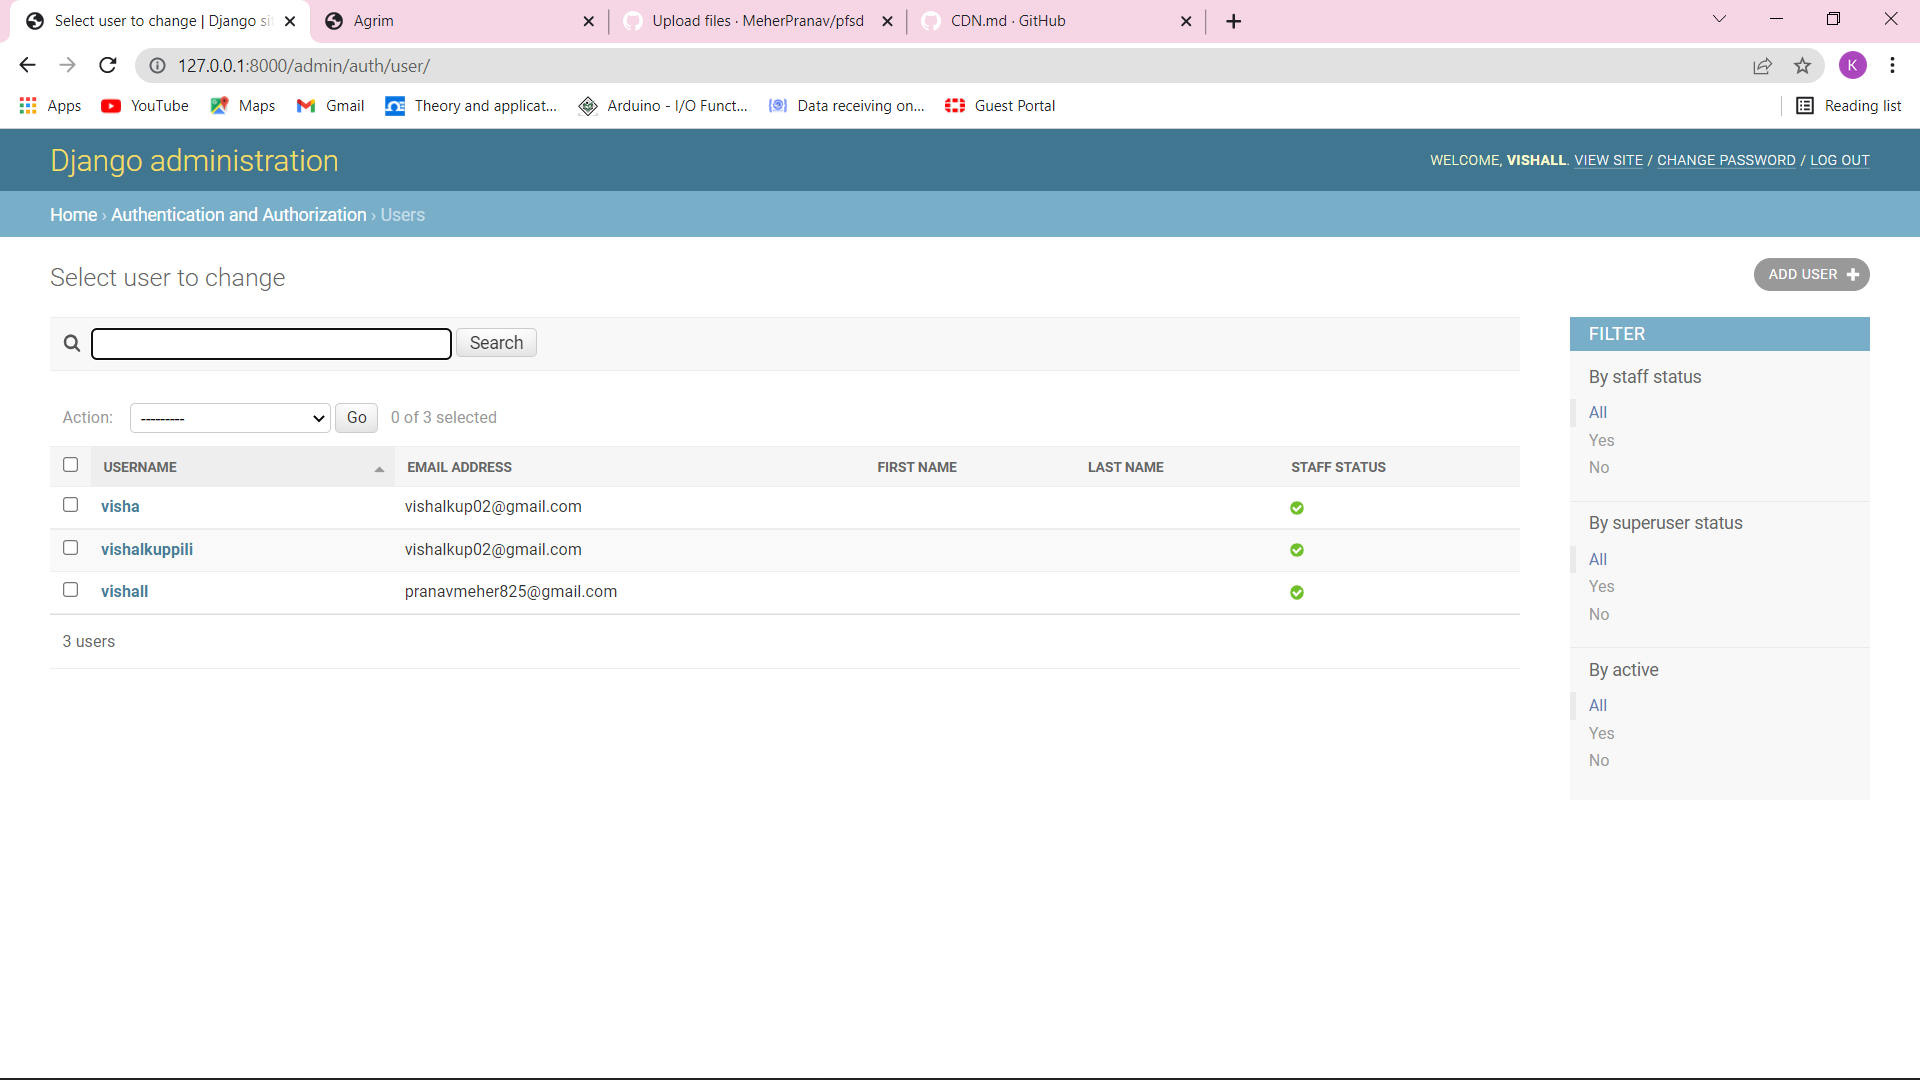 Select user to change | Django si
Agrim
Upload files · MeherPranav/pfsd
CDN.md · GitHub
127.0.0.1:8000/admin/auth/user/
K
Apps
YouTube
Maps
Gmail
Theory and applicat...
Arduino - I/O Funct...
Data receiving on...
Guest Portal
Reading list
Django administration
WELCOME, VISHALL. VIEW SITE / CHANGE PASSWORD / LOG OUT
Home › Authentication and Authorization › Users
Select user to change
ADD USER +
Search
Action: --------- Go 0 of 3 selected
USERNAME EMAIL ADDRESS FIRST NAME LAST NAME STAFF STATUS
visha vishalkup02@gmail.com
vishalkuppili vishalkup02@gmail.com
vishall pranavmeher825@gmail.com
3 users
FILTER
By staff status
All
Yes
No
By superuser status
All
Yes
No
By active
All
Yes
No